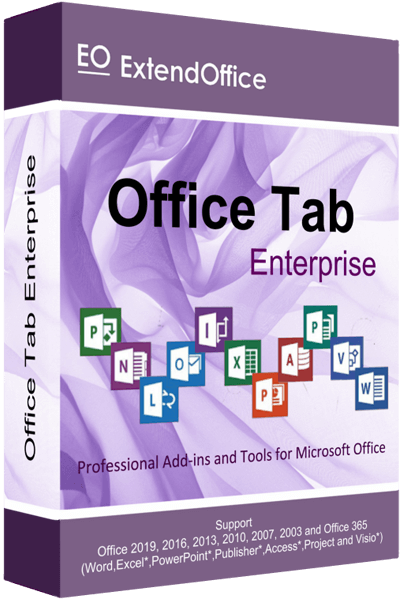 EO ExtendOffice
Office Tab
Enterprise
Office Tab Enterprise
P
N
L
O
I
X
P
A
P
V
W
Professional Add-ins and Tools for Microsoft Office
Support
Office 2019, 2016, 2013, 2010, 2007, 2003 and Office 365
(Word,Excel*,PowerPoint*,Publisher*,Access*,Project and Visio*)